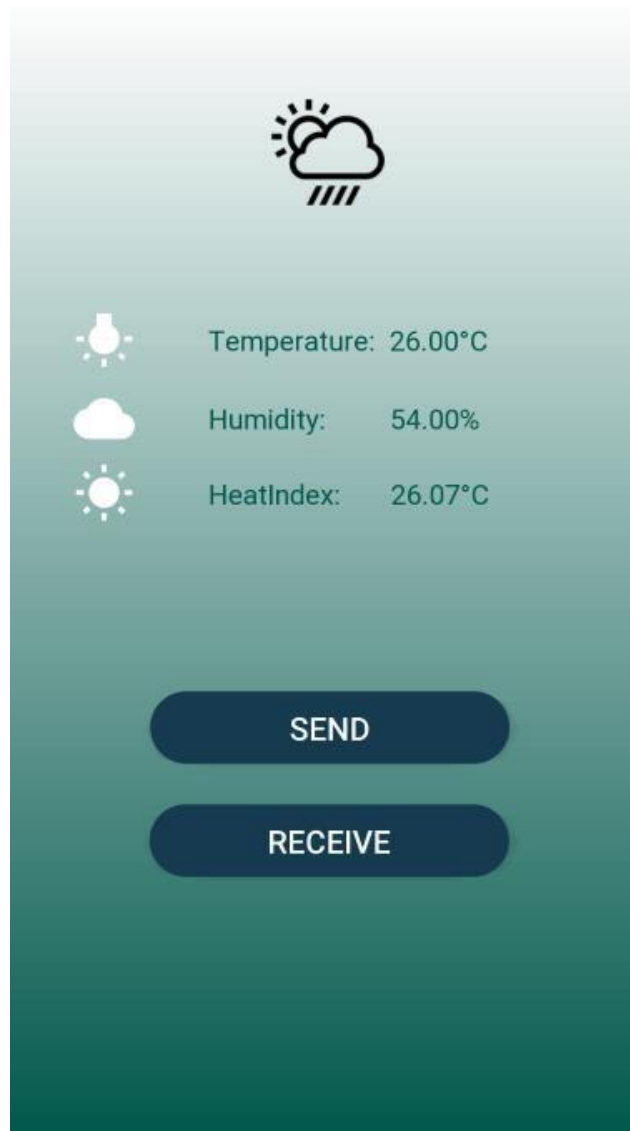 Temperature: 26.00°C
Humidity: 54.00%
HeatIndex: 26.07°C
SEND
RECEIVE